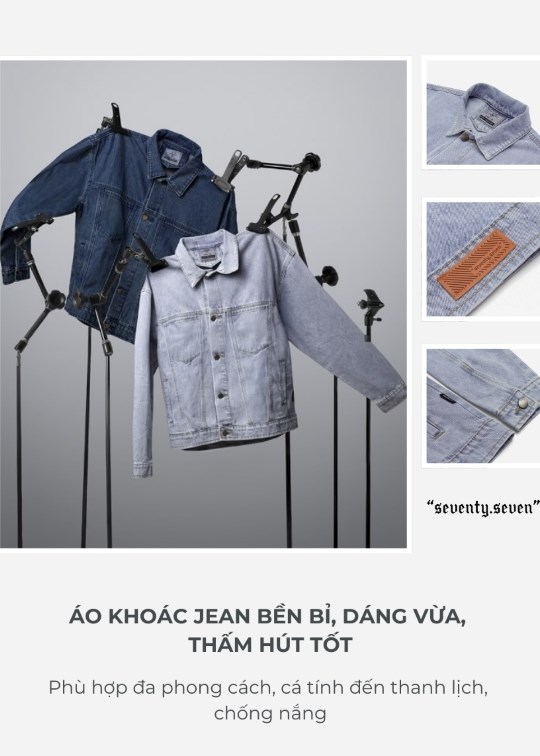 “seventy.seven”
ÁO KHOÁC JEAN BỀN BỈ, DÁNG VỪA,
THẤM HÚT TỐT
Phù hợp đa phong cách, cá tính đến thanh lịch,
chống nắng